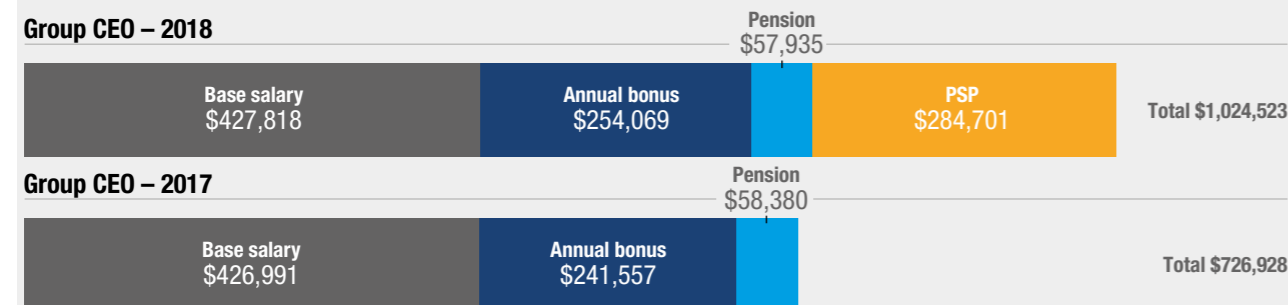 Group CEO – 2018
Pension
$57,935
Base salary
$427,818
Annual bonus
$254,069
PSP
$284,701
Total $1,024,523
Group CEO – 2017
Pension
$58,380
Base salary
$426,991
Annual bonus
$241,557
Total $726,928